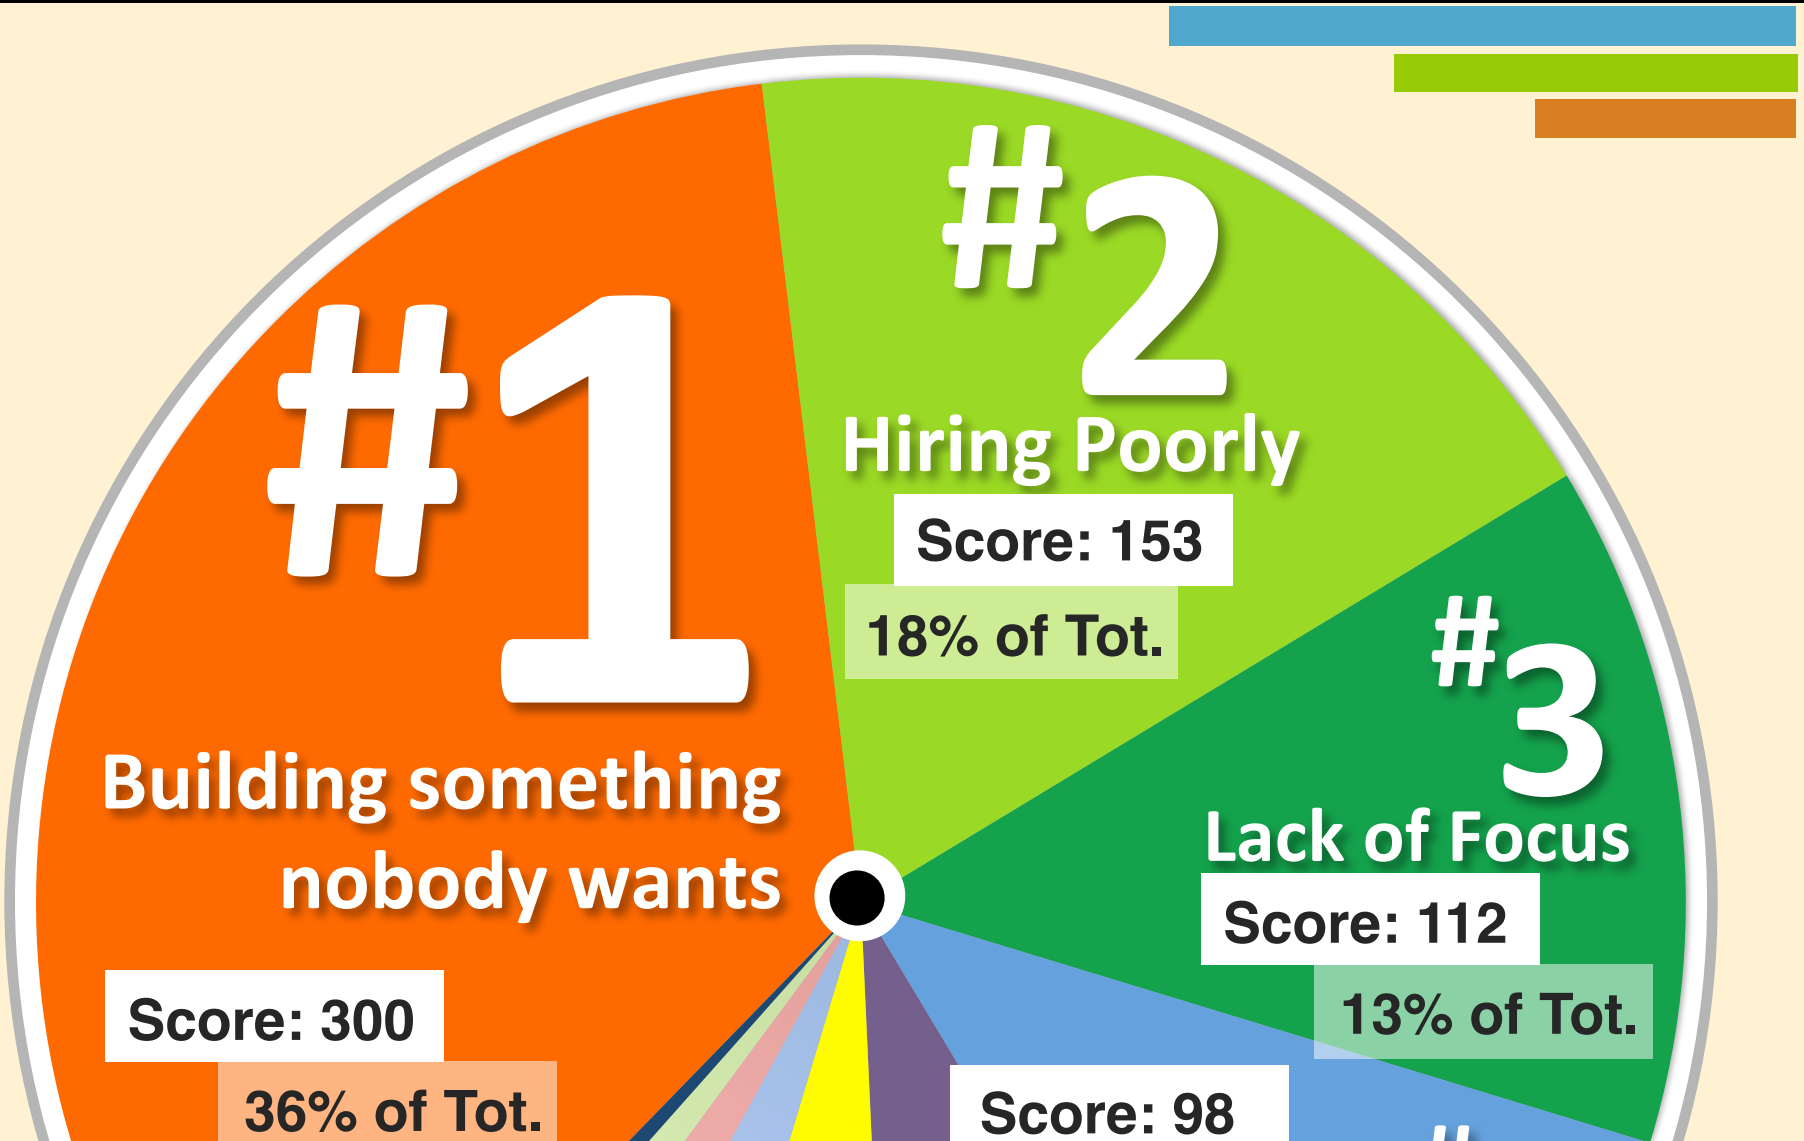 #1
Building something
nobody wants
Score: 300
36% of Tot.
#2
Hiring Poorly
Score: 153
18% of Tot.
#3
Lack of Focus
Score: 112
13% of Tot.
Score: 98
#